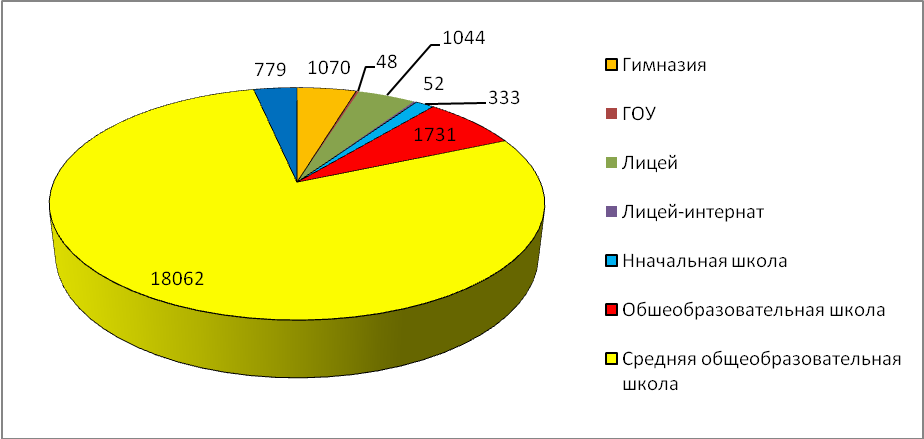 1044
779
1070
48
52
333
1731
18062
Гимназия
ГОУ
Лицей
Лицей-интернат
Нначальная школа
Обшеобразовательная школа
Средняя общеобразовательная
школа